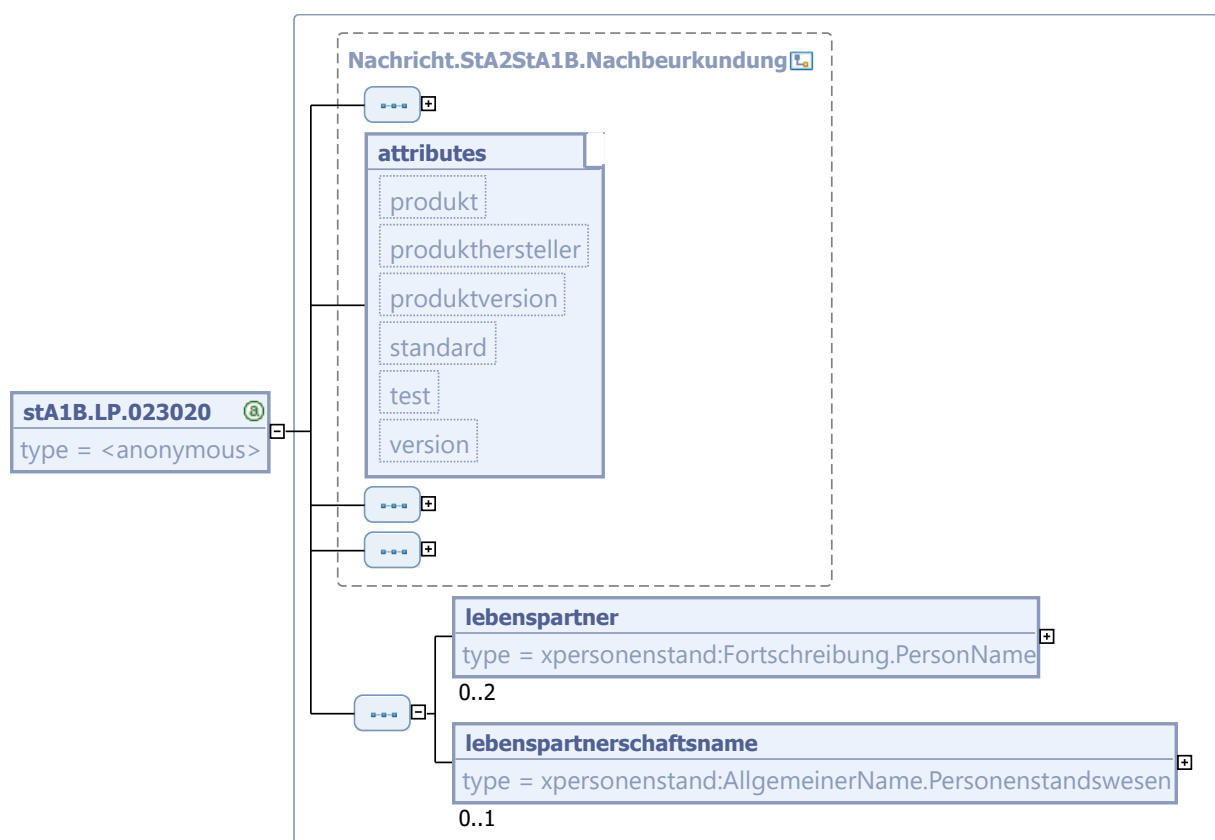 Nachricht.StA2StA1B.Nachbeurkundung
attributes
produkt
produkthersteller
produktversion
standard
test
version
stA1B.LP.023020
type = <anonymous>
lebenspartner
type = xpersonenstand:Fortschreibung.PersonName
0..2
lebenspartnerschaftsname
type = xpersonenstand:AllgemeinerName.Personenstandswesen
0..1